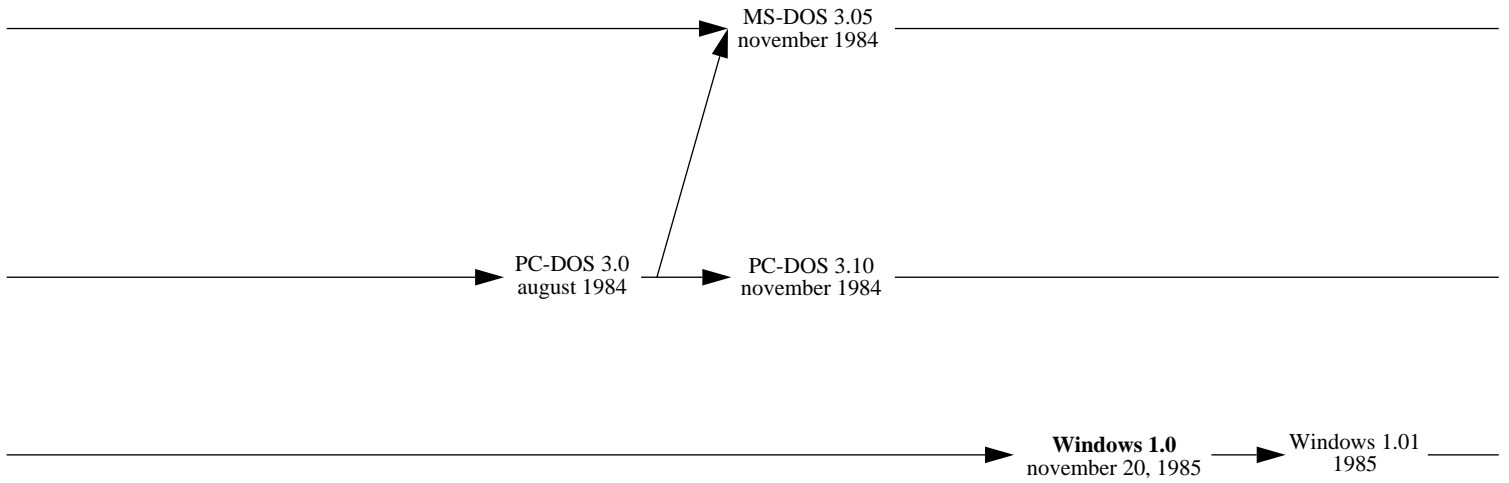 MS-DOS 3.05
november 1984
PC-DOS 3.0
august 1984
PC-DOS 3.10
november 1984
Windows 1.0
november 20, 1985
Windows 1.01
1985